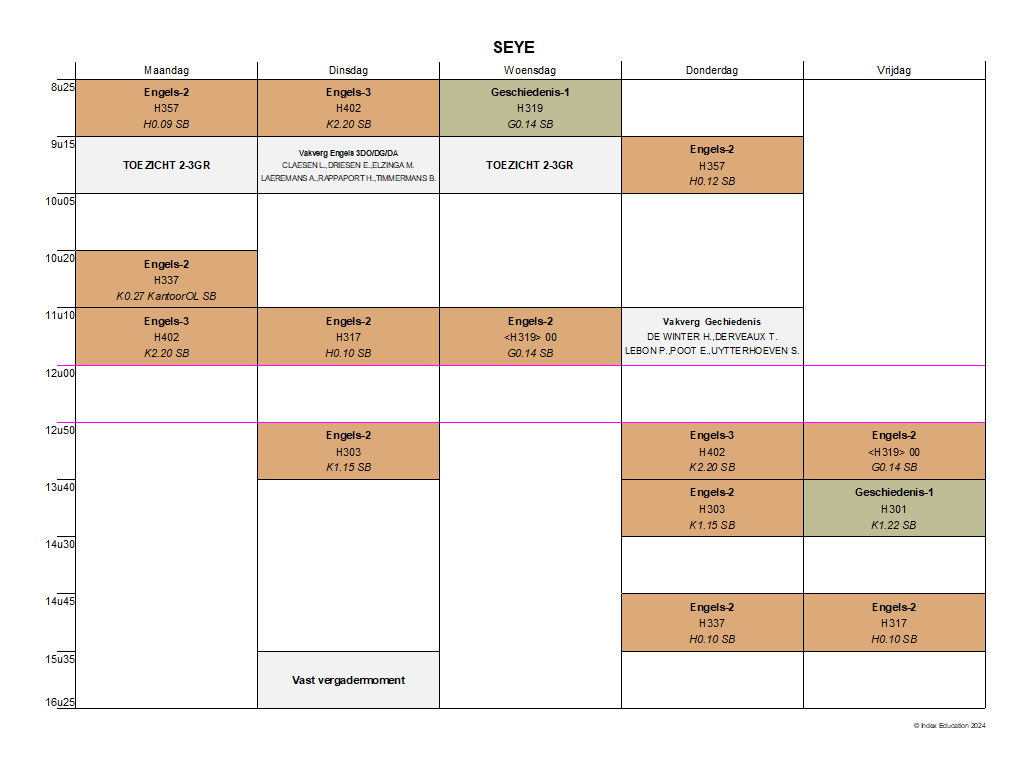 SEYE
Maandag
Dinsdag
Woensdag
Donderdag
Vrijdag
8u25
Engels-2
H357
H0.09 SB
Engels-3
H402
K2.20 SB
Geschiedenis-1
H319
G0.14 SB
9u15
TOEZICHT 2-3GR
Vakverg Engels 3DO/DG/DA
CLAESEN L.,DRIESEN E.,ELZINGA M.
LAEREMANS A.,RAPPAPORT H.,TIMMERMANS B.
TOEZICHT 2-3GR
Engels-2
H357
H0.12 SB
10u05
10u20
Engels-2
H337
K0.27 KantoorOL SB
11u10
Engels-3
H402
K2.20 SB
Engels-2
H317
H0.10 SB
Engels-2
<H319> 00
G0.14 SB
Vakverg Gechiedenis
DE WINTER H.,DERVEAUX T.
LEBON P.,POOT E.,UYTTERHOEVEN S.
12u00
12u50
Engels-2
H303
K1.15 SB
Engels-3
H402
K2.20 SB
Engels-2
<H319> 00
G0.14 SB
13u40
Engels-2
H303
K1.15 SB
Geschiedenis-1
H301
K1.22 SB
14u30
14u45
Engels-2
H337
H0.10 SB
Engels-2
H317
H0.10 SB
15u35
Vast vergadermoment
16u25
© Index Education 2024